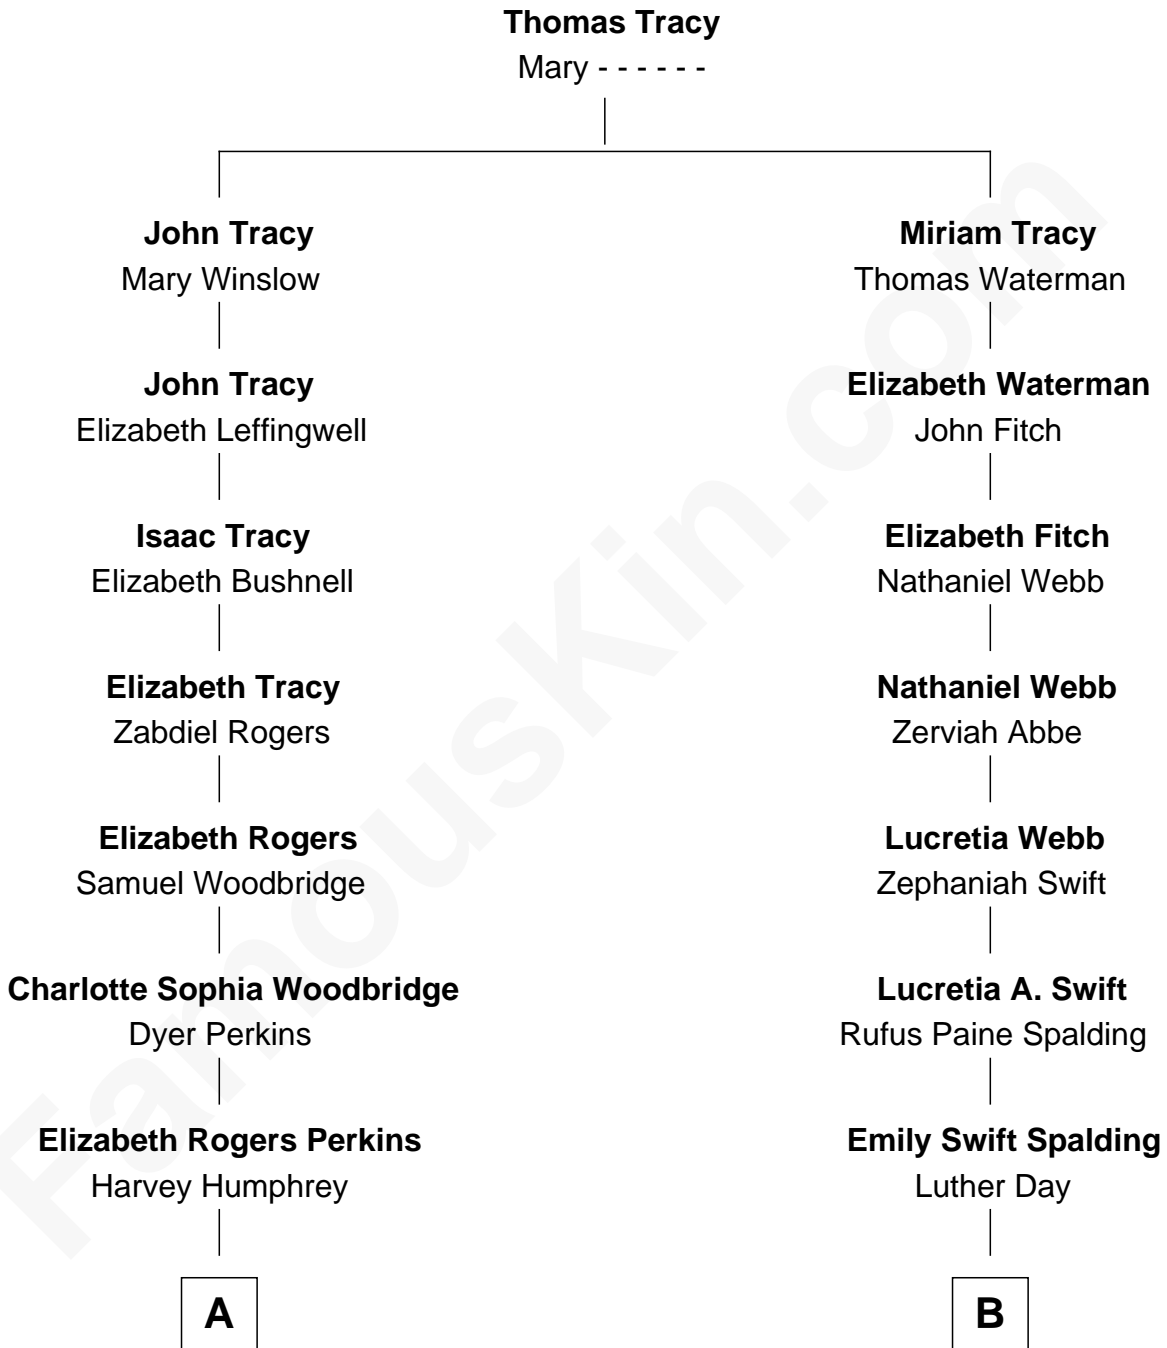 Thomas Tracy
Mary - - - - - -
John Tracy
Mary Winslow
John Tracy
Elizabeth Leffingwell
Isaac Tracy
Elizabeth Bushnell
Elizabeth Tracy
Zabdiel Rogers
Elizabeth Rogers
Samuel Woodbridge
Charlotte Sophia Woodbridge
Dyer Perkins
Elizabeth Rogers Perkins
Harvey Humphrey
A
Miriam Tracy
Thomas Waterman
Elizabeth Waterman
John Fitch
Elizabeth Fitch
Nathaniel Webb
Nathaniel Webb
Zerviah Abbe
Lucretia Webb
Zephaniah Swift
Lucretia A. Swift
Rufus Paine Spalding
Emily Swift Spalding
Luther Day
B
FamousKin.com